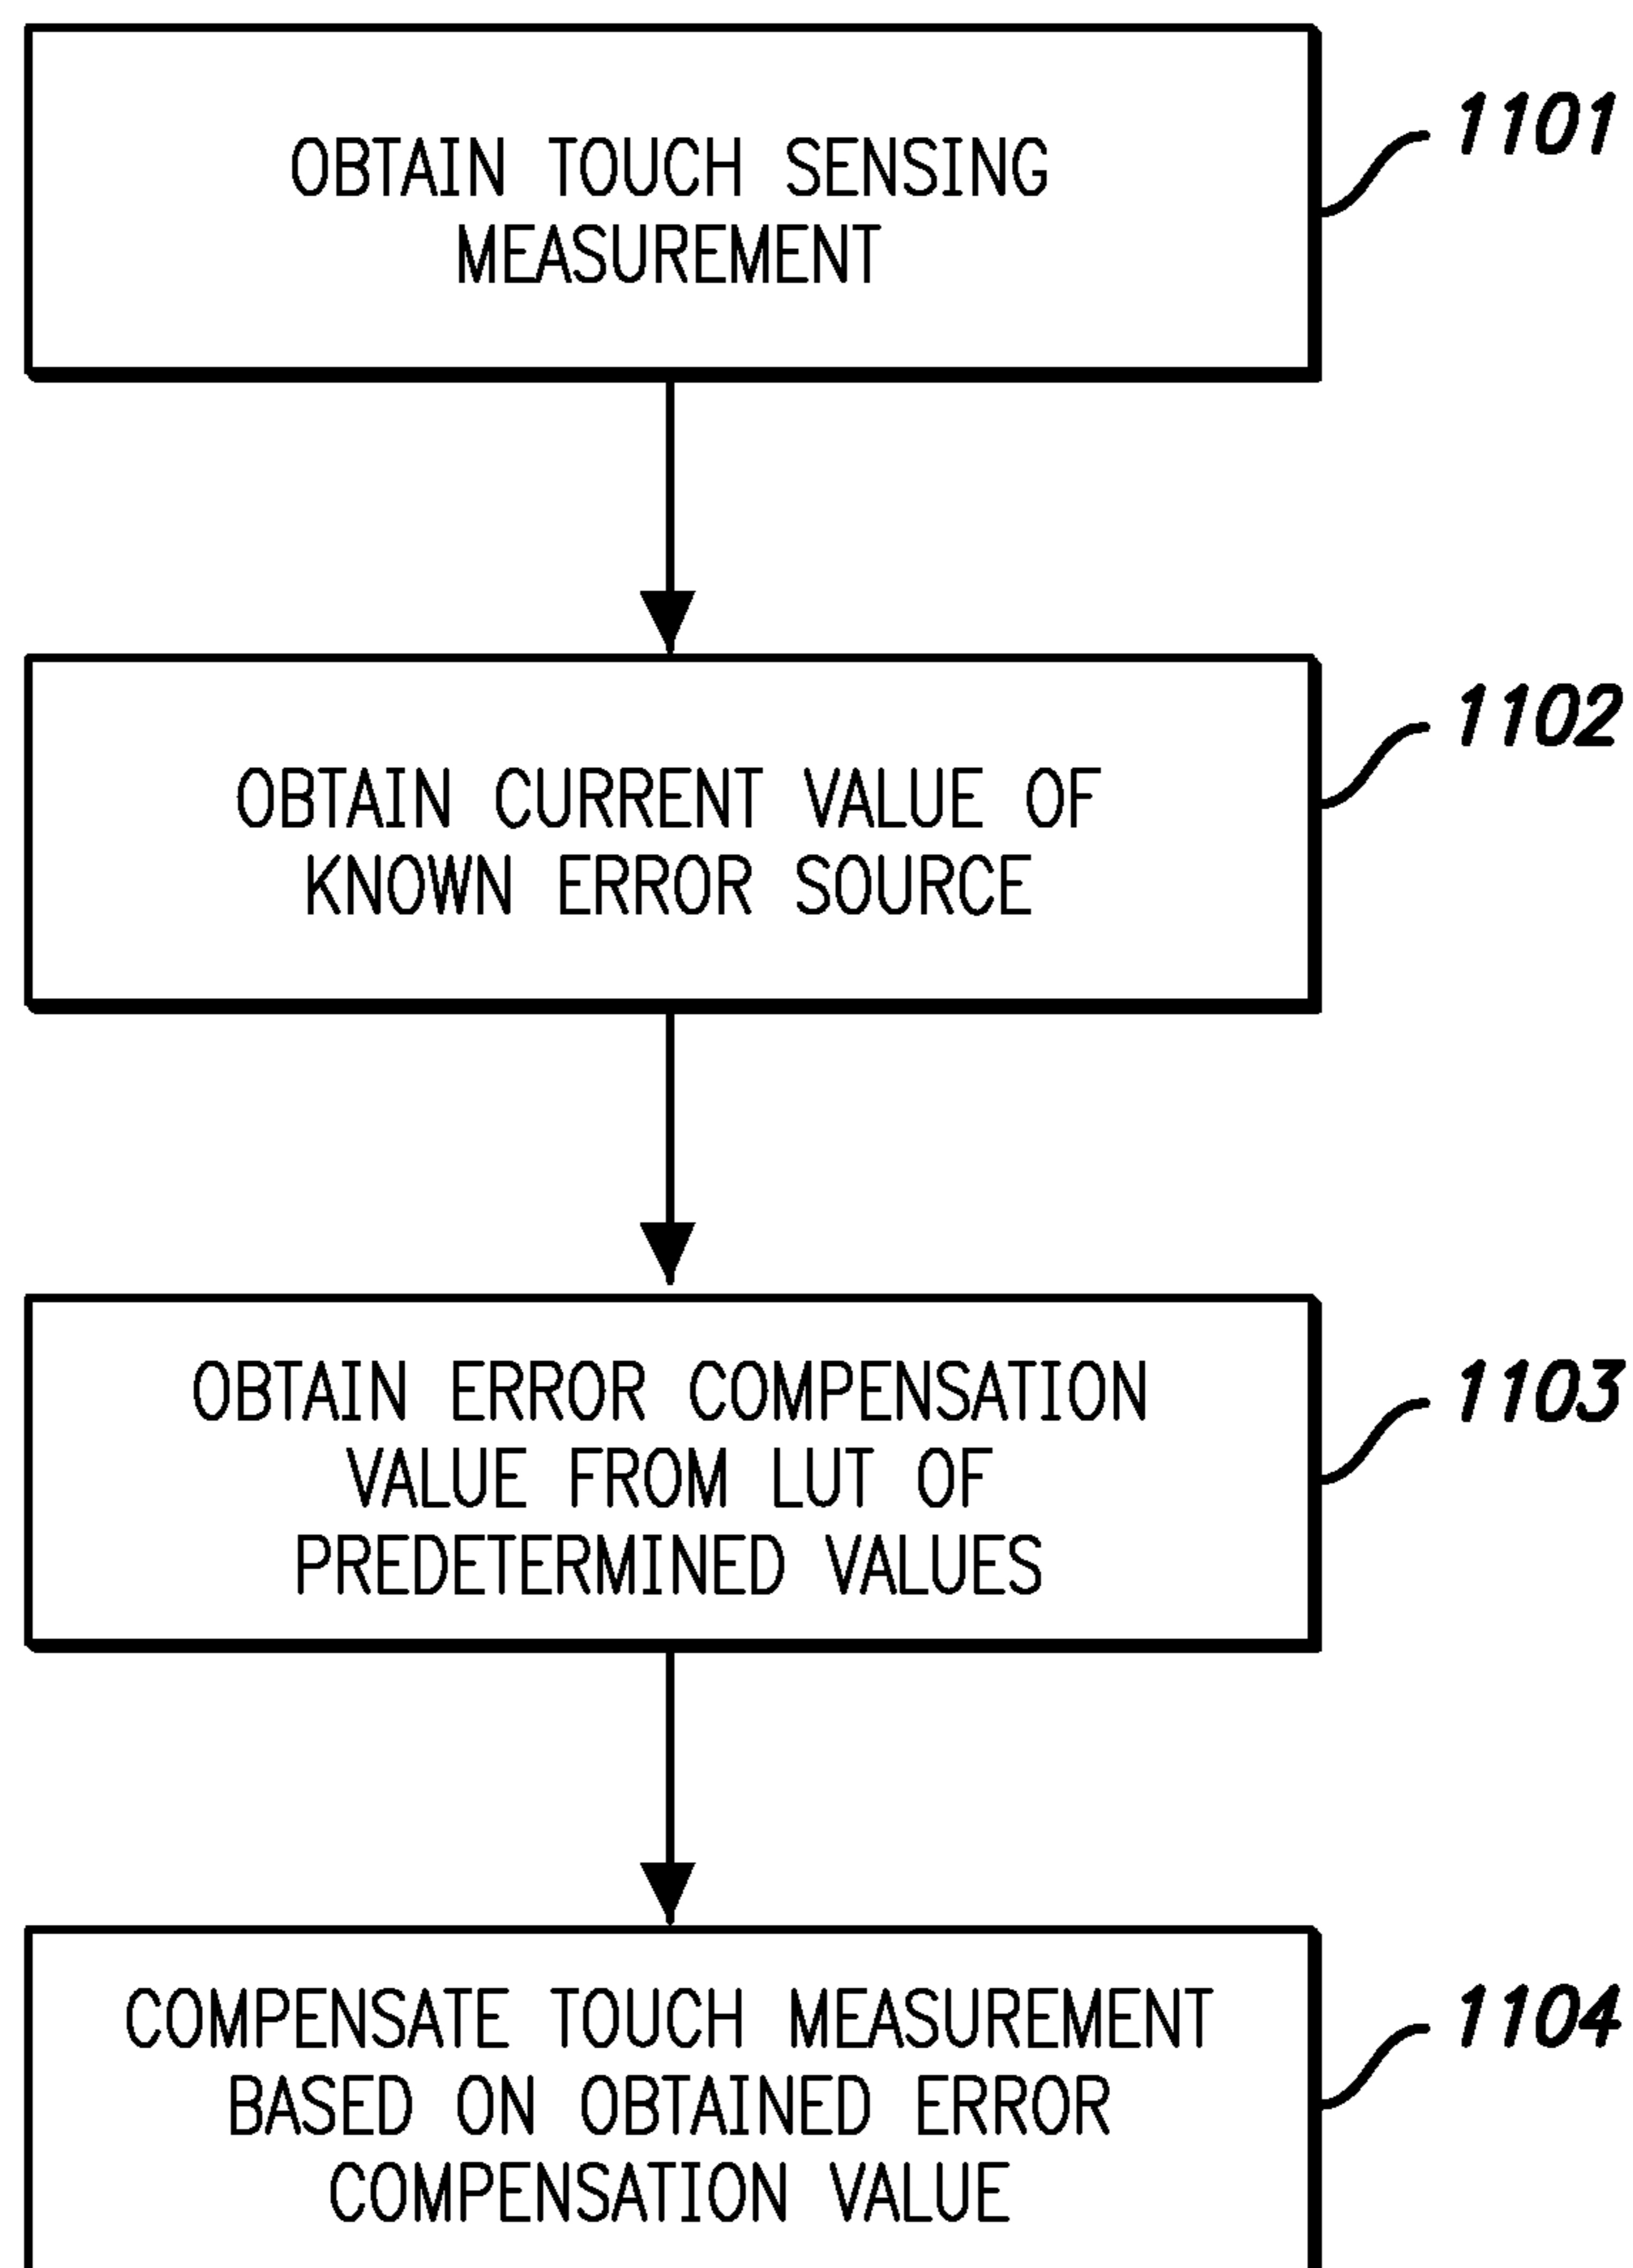 OBTAIN TOUCH SENSING
MEASUREMENT
1101
OBTAIN CURRENT VALUE OF
KNOWN ERROR SOURCE
1102
OBTAIN ERROR COMPENSATION
VALUE FROM LUT OF
PREDETERMINED VALUES
1103
COMPENSATE TOUCH MEASUREMENT
BASED ON OBTAINED ERROR
COMPENSATION VALUE
1104